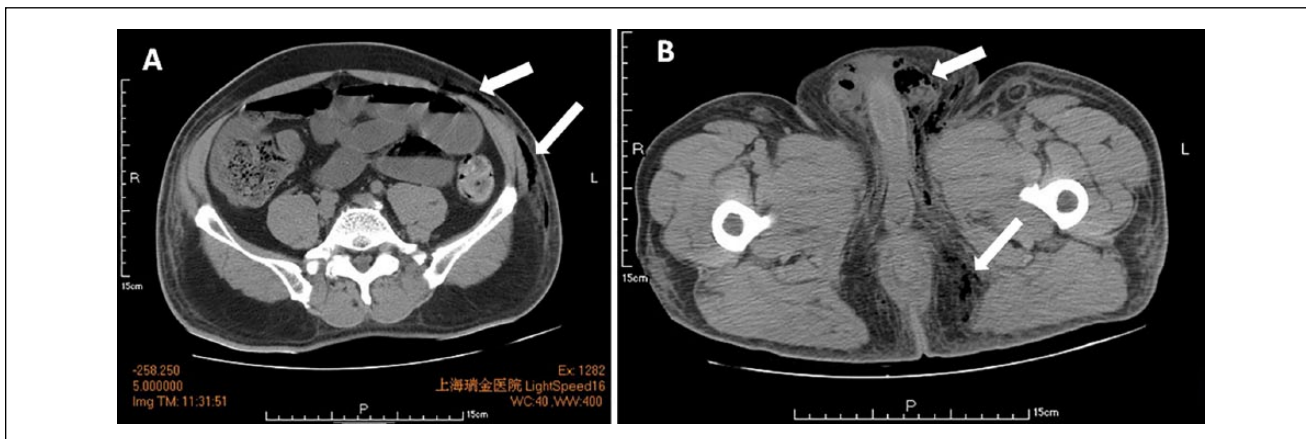 A
R
L
15cm
-258.250
5.000000
Img TM: 11:31:51
Ex: 1282
上海瑞金医院 LightSpeed16
WC:40 ,WW:400
P
15cm
B
R
L
15cm
P
15cm